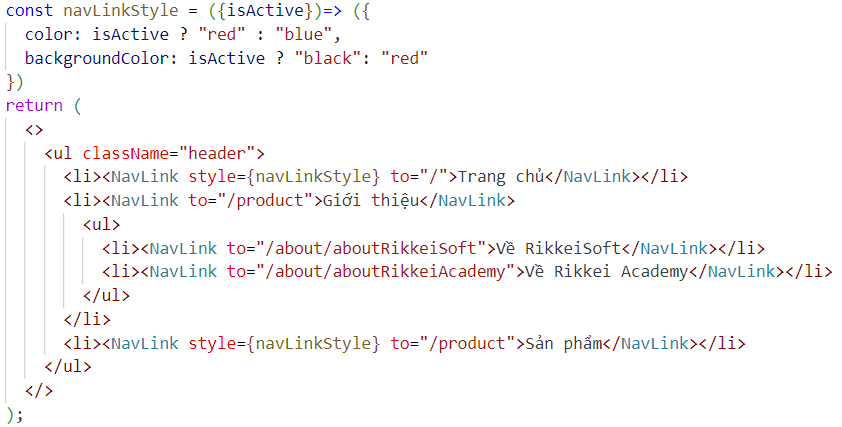 const navLinkStyle = ({isActive})=> ({
  color: isActive ? "red" : "blue",
  backgroundColor: isActive ? "black": "red"
})
return (
  <>
    <ul className="header">
      <li><NavLink style={navLinkStyle} to="/">Trang chủ</NavLink></li>
      <li><NavLink to="/product">Giới thiệu</NavLink>
        <ul>
          <li><NavLink to="/about/aboutRikkeiSoft">Về RikkeiSoft</NavLink></li>
          <li><NavLink to="/about/aboutRikkeiAcademy">Về Rikkei Academy</NavLink></li>
        </ul>
      </li>
      <li><NavLink style={navLinkStyle} to="/product">Sản phẩm</NavLink></li>
    </ul>
  </>
);